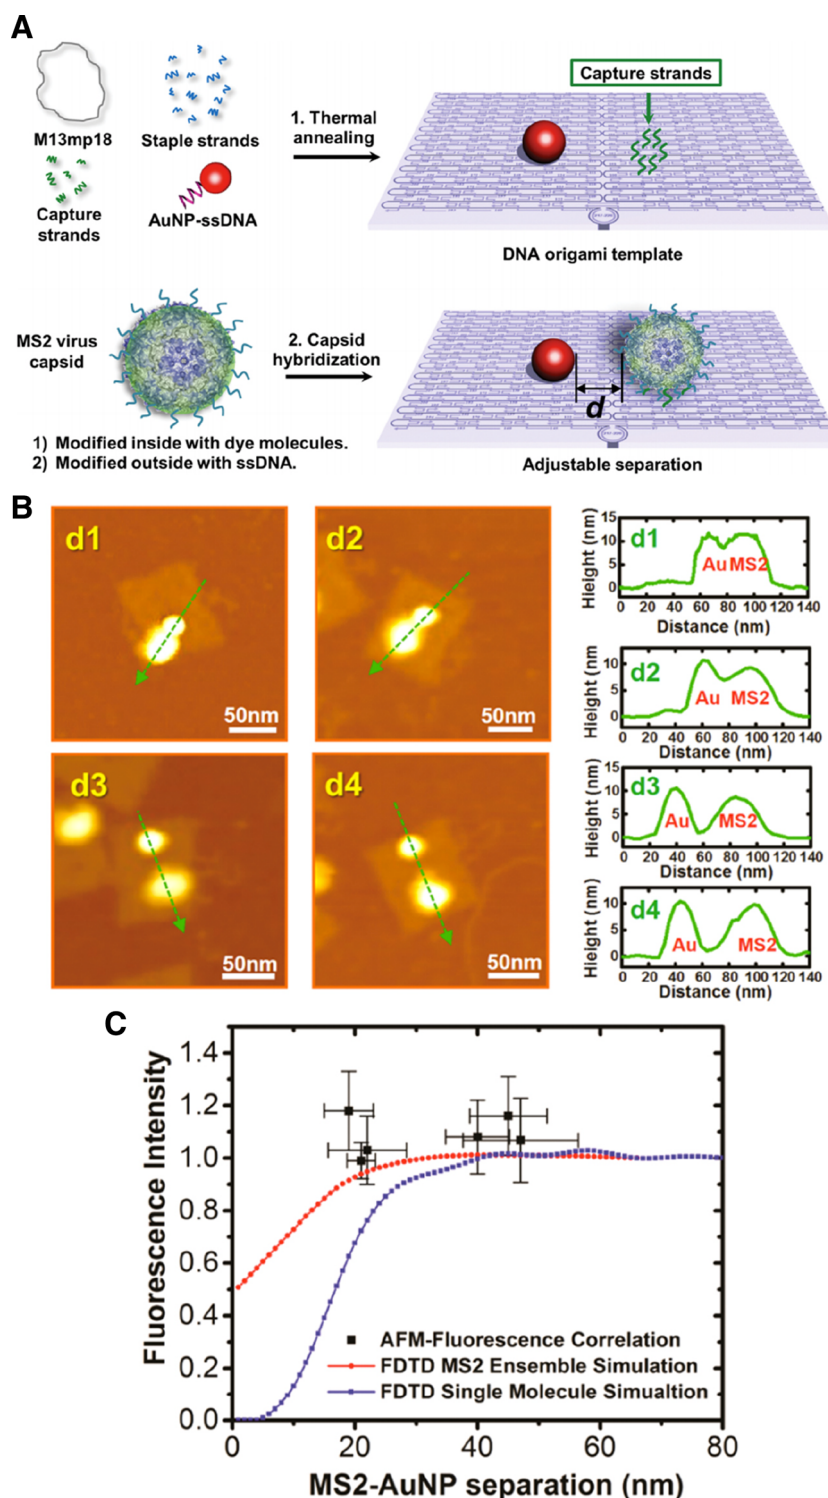 A
M13mp18
Staple strands
Capture
strands
AuNP-ssDNA
1. Thermal
annealing
Capture strands
DNA origami template
MS2 virus
capsid
2. Capsid
hybridization
d
1) Modified inside with dye molecules.
2) Modified outside with ssDNA.
Adjustable separation
B
d1
50nm
d2
50nm
d3
50nm
d4
50nm
Hieight (nm)
15
10
5
0
d1
Au MS2
0 20 40 60 80 100 120 140
Distance (nm)
Hieight (nm
10
5
0
d2
Au MS2
0 20 40 60 80 100 120 140
Distance (nm)
Hieight (nm)
15
10
5
0
d3
Au MS2
0 20 40 60 80 100 120 140
Distance (nm)
Hieight (nm)
10
5
0
d4
Au MS2
0 20 40 60 80 100 120 140
Distance (nm)
C
Fluorescence Intensity
1.4
1.2
1.0
0.8
0.6
0.4
0.2
0.0
AFM-Fluorescence Correlation
FDTD MS2 Ensemble Simulation
FDTD Single Molecule Simualtion
0 20 40 60 80
MS2-AuNP separation (nm)